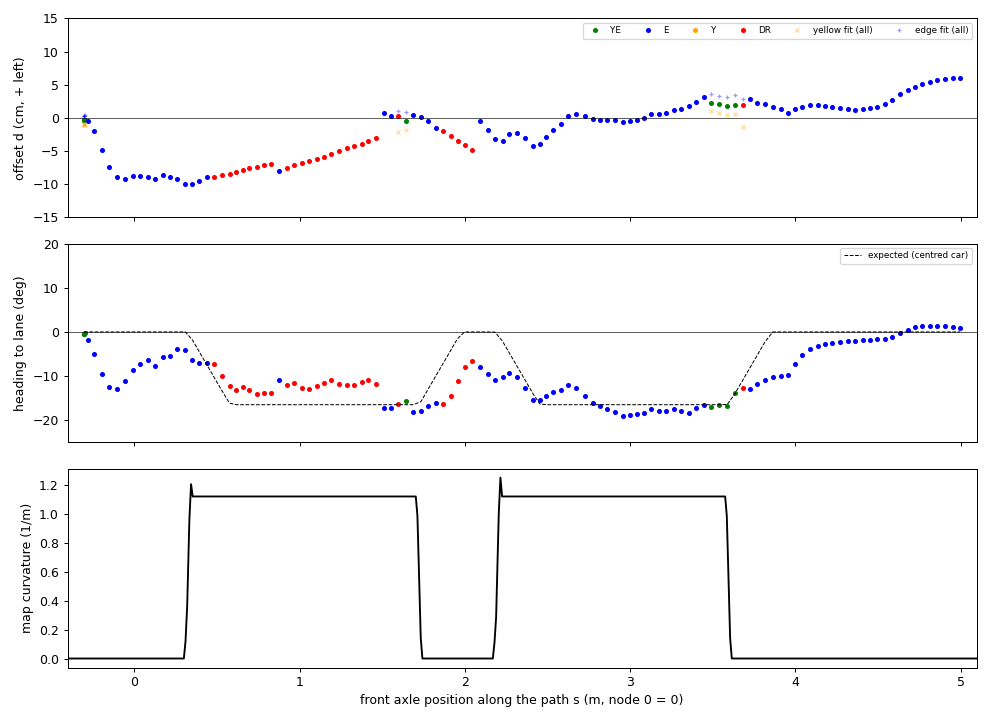 15
10
5
0
−5
−10
−15
offset d (cm, + left)
YE E Y DR yellow fit (all) edge fit (all)
20
10
0
−10
−20
heading to lane (deg)
expected (centred car)
1.2
1.0
0.8
0.6
0.4
0.2
0.0
map curvature (1/m)
0 1 2 3 4 5
front axle position along the path s (m, node 0 = 0)